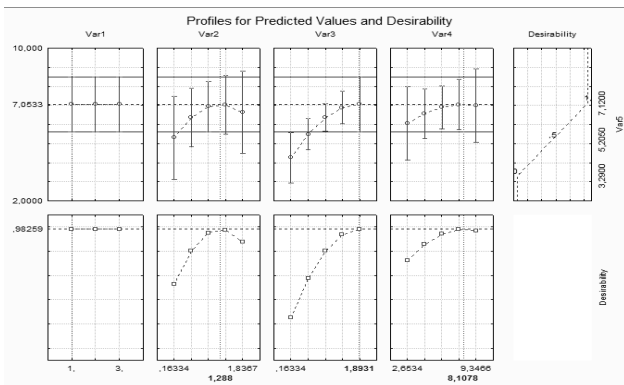 Profiles for Predicted Values and Desirability
Var1 Var2 Var3 Var4 Desirability
10,000
7,0533
2,0000
1,
,5
7,1200
5,2050
3,2900
Var5
,98259
Desirability
1, 3, ,16334 1,8367 ,16334 1,8931 2,6534 9,3466
1,288 8,1078